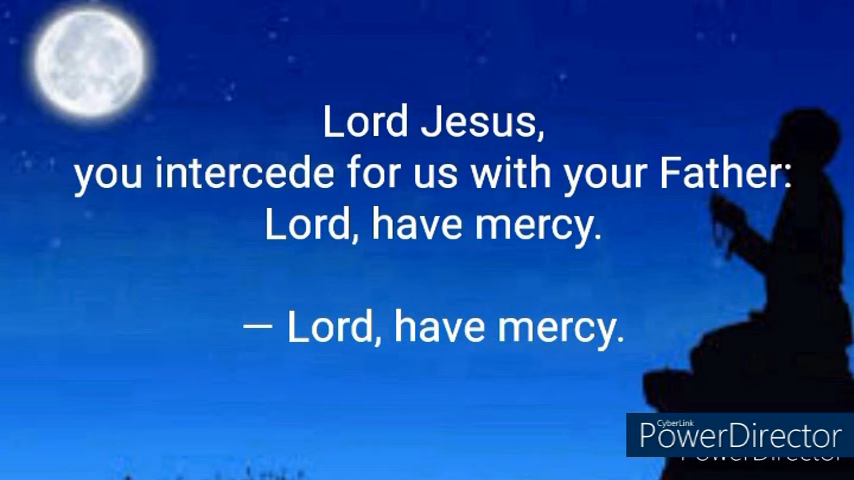 Lord Jesus,
you intercede for us with your Father:
Lord, have mercy.
— Lord, have mercy.
CyberLink
PowerDirector
PowerDirector